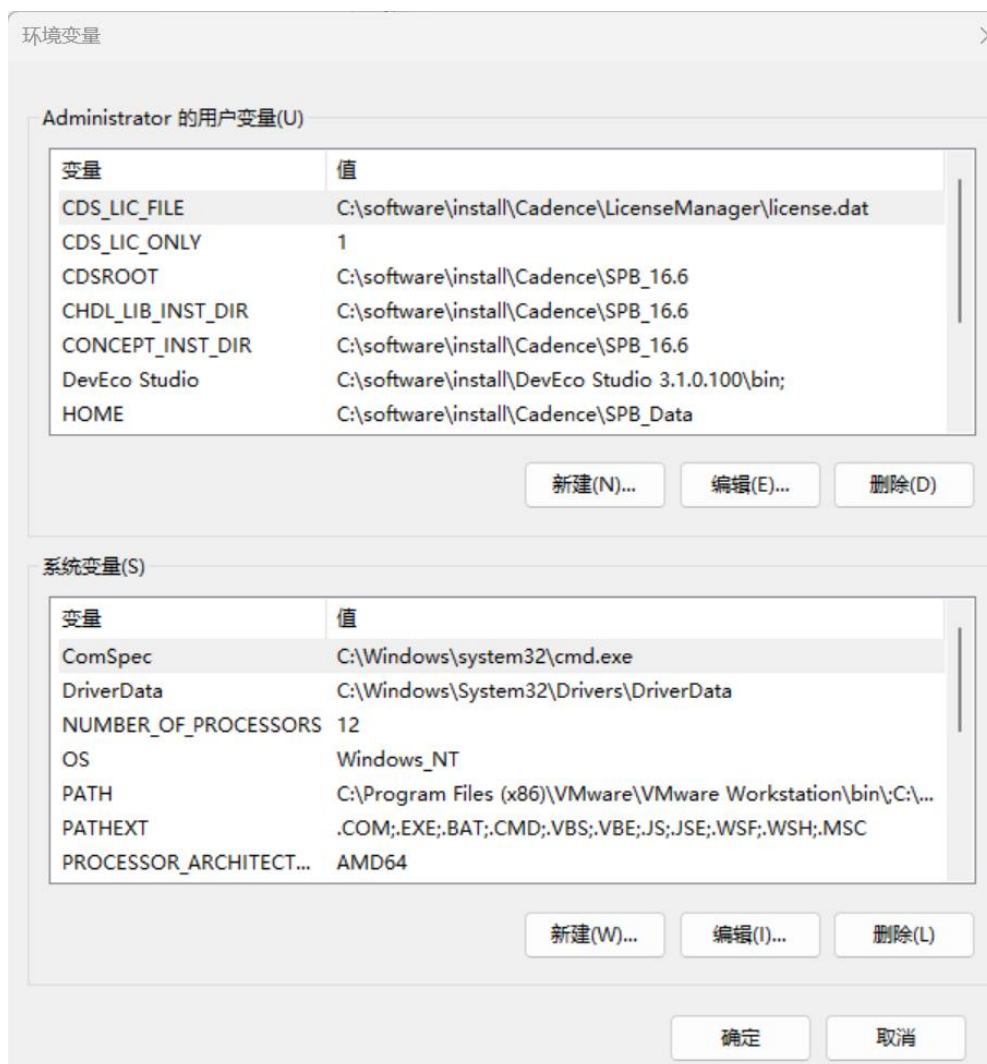 环境变量
Administrator 的用户变量(U)
变量 值
CDS_LIC_FILE C:\software\install\Cadence\LicenseManager\license.dat
CDS_LIC_ONLY 1
CDSROOT C:\software\install\Cadence\SPB_16.6
CHDL_LIB_INST_DIR C:\software\install\Cadence\SPB_16.6
CONCEPT_INST_DIR C:\software\install\Cadence\SPB_16.6
DevEco Studio C:\software\install\DevEco Studio 3.1.0.100\bin;
HOME C:\software\install\Cadence\SPB_Data
新建(N)... 编辑(E)... 删除(D)
系统变量(S)
变量 值
ComSpec C:\Windows\system32\cmd.exe
DriverData C:\Windows\System32\Drivers\DriverData
NUMBER_OF_PROCESSORS 12
OS Windows_NT
PATH C:\Program Files (x86)\VMware\VMware Workstation\bin\;C:\...
PATHEXT .COM;.EXE;.BAT;.CMD;.VBS;.VBE;.JS;.JSE;.WSF;.WSH;.MSC
PROCESSOR_ARCHITECT... AMD64
新建(W)... 编辑(I)... 删除(L)
确定 取消